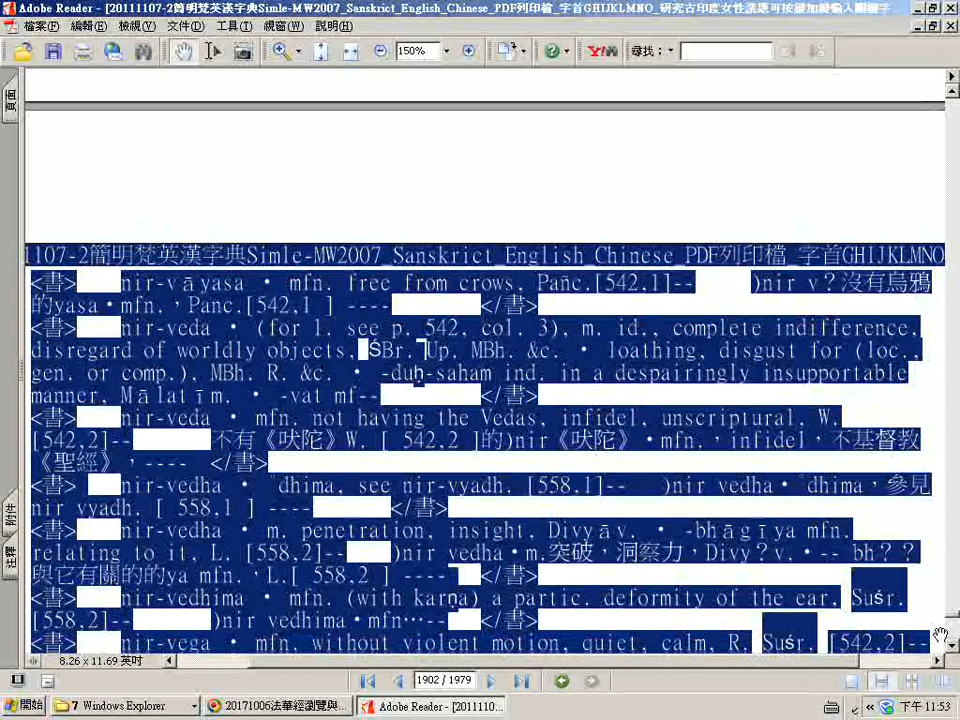 Adobe Reader - [20111107-2簡明梵英漢字典Simle-MW2007_Sanskrict_English_Chinese_PDF列印檔_字首GHIJKLMNO_研究古印度女性議題可按鍵加鍵輸入關鍵字...
檔案(F) 編輯(E) 檢視(V) 文件(D) 工具(T) 視窗(W) 說明(H)
150% 尋找:
頁面
1107-2簡明梵英漢字典Simle-MW2007_Sanskrict_English_Chinese_PDF列印檔_字首GHIJKLMNO
<書> nir-vāyasa • mfn. free from crows, Pañc.[542,1]-- )nir v？沒有烏鴉
的yasa•mfn.，Panc.[542,1 ] ---- </書>
<書> nir-veda • (for 1. see p. 542, col. 3), m. id., complete indifference,
disregard of worldly objects, ŚBr. Up. MBh. &c. • loathing, disgust for (loc.,
gen. or comp.), MBh. R. &c. • -duḥ-saham ind. in a despairingly insupportable
manner, Mālatīm. • -vat mf-- </書>
<書> nir-veda • mfn. not having the Vedas, infidel, unscriptural, W.
[542,2]-- 不有《吠陀》W. [ 542,2 ]的)nir《吠陀》•mfn.，infidel，不基督教
《聖經》，---- </書>
<書> nir-vedha • °dhima, see nir-vyadh. [558,1]-- )nir vedha•°dhima，參見
nir vyadh. [ 558,1 ] ---- </書>
<書> nir-vedha • m. penetration, insight, Divyāv. • -bhāgīya mfn.
relating to it, L. [558,2]-- )nir vedha•m.突破，洞察力，Divy？v.•-- bh？？
與它有關的的ya mfn.，L.[ 558,2 ] ---- </書>
<書> nir-vedhima • mfn. (with karṇa) a partic. deformity of the ear, Suśr.
[558,2]-- )nir vedhima•mfn…-- </書>
<書> nir-vega • mfn. without violent motion, quiet, calm, R. Suśr. [542,2]--
附件
注釋
8.26 x 11.69 英吋
1902 / 1979
開始 7 Windows Explorer 20171006法華經瀏覽與... Adobe Reader - [2011110... 下午 11:53